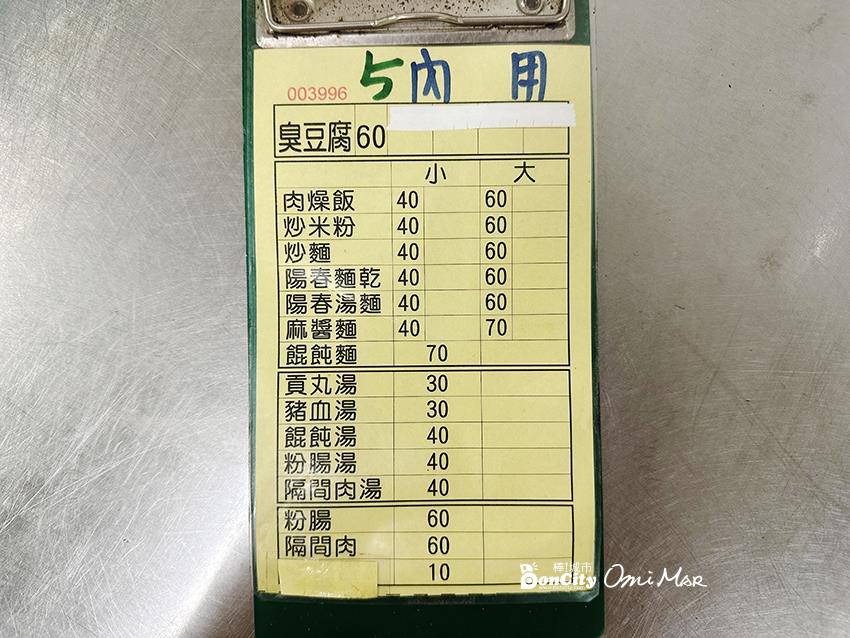 003996 5 內 用
臭豆腐 60
小 大
肉燥飯 40 60
炒米粉 40 60
炒麵 40 60
陽春麵乾 40 60
陽春湯麵 40 60
麻醬麵 40 70
餛飩麵 70
貢丸湯 30
豬血湯 30
餛飩湯 40
粉腸湯 40
隔間肉湯 40
粉腸 60
隔間肉 60
10
棒!城市
BonCity Omi MAR